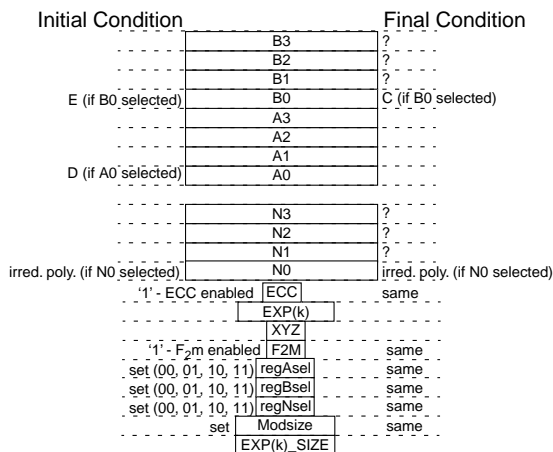 Initial Condition Final Condition
B3 ?
B2 ?
B1 ?
E (if B0 selected) B0 C (if B0 selected)
A3
A2
A1
D (if A0 selected) A0
N3 ?
N2 ?
N1 ?
irred. poly. (if N0 selected) N0 irred. poly. (if N0 selected)
‘1’ - ECC enabled ECC same
EXP(k)
XYZ
‘1’ - F2m enabled F2M same
set (00, 01, 10, 11) regAsel same
set (00, 01, 10, 11) regBsel same
set (00, 01, 10, 11) regNsel same
set Modsize same
EXP(k)_SIZE